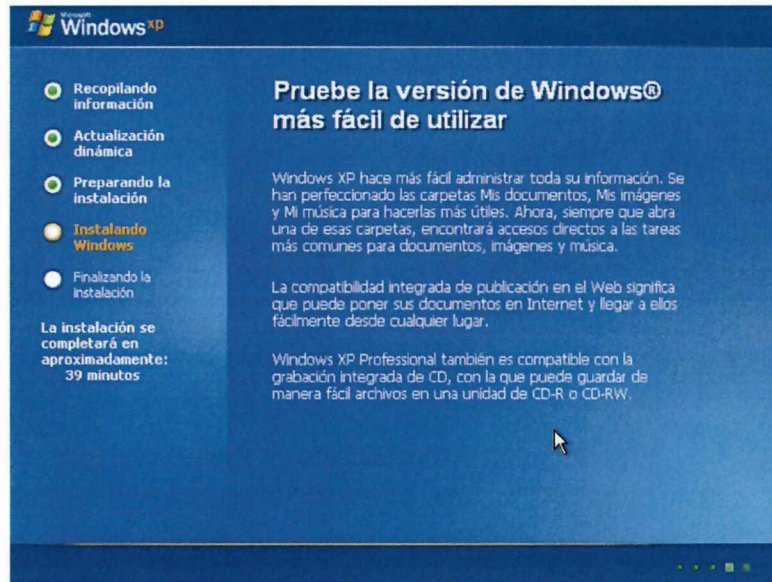 Microsoft
Windows xp
Recopilando
información
Actualización
dinámica
Preparando la
instalación
Instalando
Windows
Finalizando la
instalación
La instalación se
completará en
aproximadamente:
39 minutos
Pruebe la versión de Windows®
más fácil de utilizar
Windows XP hace más fácil administrar toda su información. Se
han perfeccionado las carpetas Mis documentos, Mis imágenes
y Mi música para hacerlas más útiles. Ahora, siempre que abra
una de esas carpetas, encontrará accesos directos a las tareas
más comunes para documentos, imágenes y música.
La compatibilidad integrada de publicación en el Web significa
que puede poner sus documentos en Internet y llegar a ellos
fácilmente desde cualquier lugar.
Windows XP Professional también es compatible con la
grabación integrada de CD, con la que puede guardar de
manera fácil archivos en una unidad de CD-R o CD-RW.